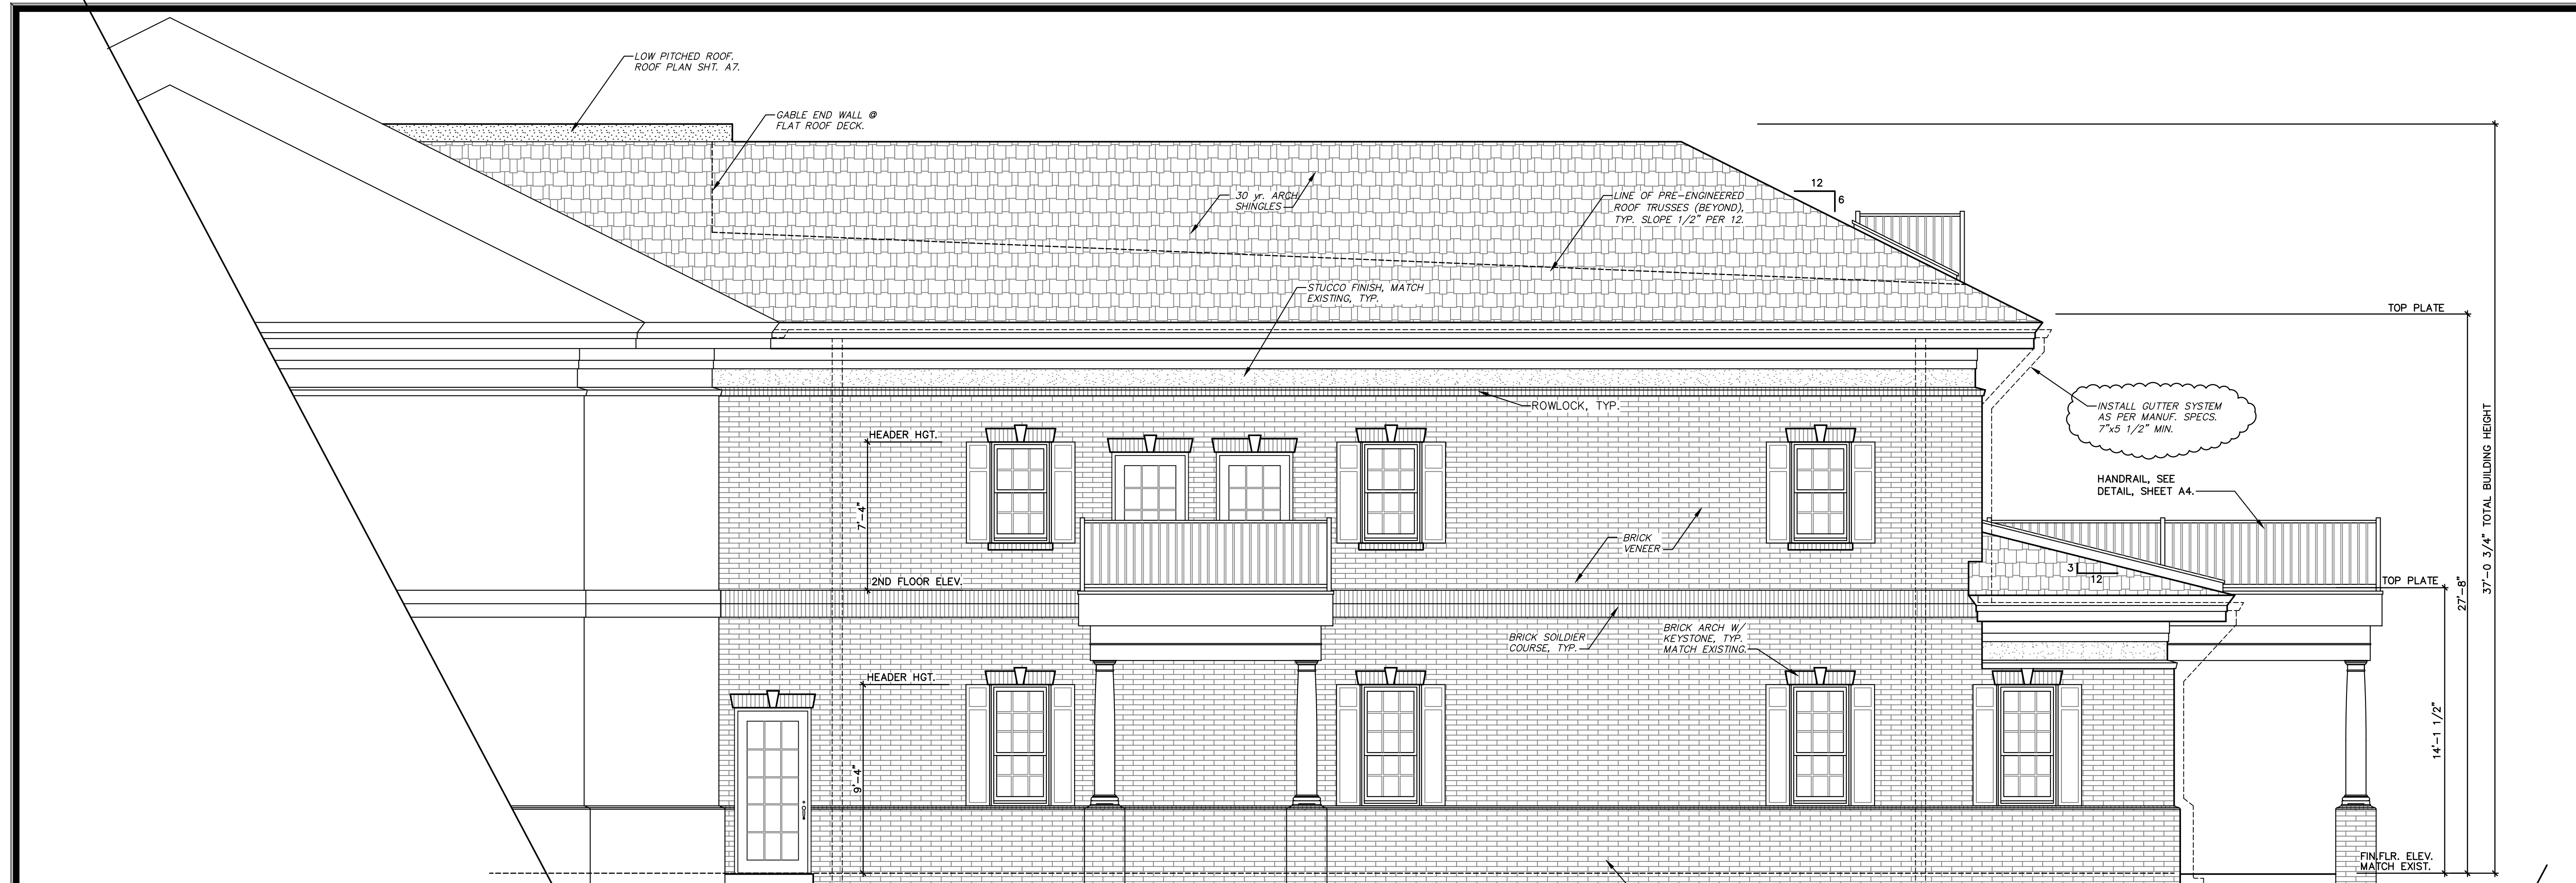 LOW PITCHED ROOF.
ROOF PLAN SHT. A7.
GABLE END WALL @
FLAT ROOF DECK.
30 yr. ARCH
SHINGLES
LINE OF PRE-ENGINEERED
ROOF TRUSSES (BEYOND),
TYP. SLOPE 1/2" PER 12.
12
6
STUCCO FINISH, MATCH
EXISTING, TYP.
TOP PLATE
ROWLOCK, TYP.
INSTALL GUTTER SYSTEM
AS PER MANUF. SPECS.
7"x5 1/2" MIN.
HEADER HGT.
7'-4"
HANDRAIL, SEE
DETAIL, SHEET A4.
BRICK
VENEER
2ND FLOOR ELEV.
3
12
TOP PLATE
27'-8"
37'-0 3/4" TOTAL BUILDING HEIGHT
BRICK SOILDIER
COURSE, TYP.
BRICK ARCH W/
KEYSTONE, TYP.
MATCH EXISTING.
HEADER HGT.
9'-4"
14'-1 1/2"
FIN.FLR. ELEV.
MATCH EXIST.